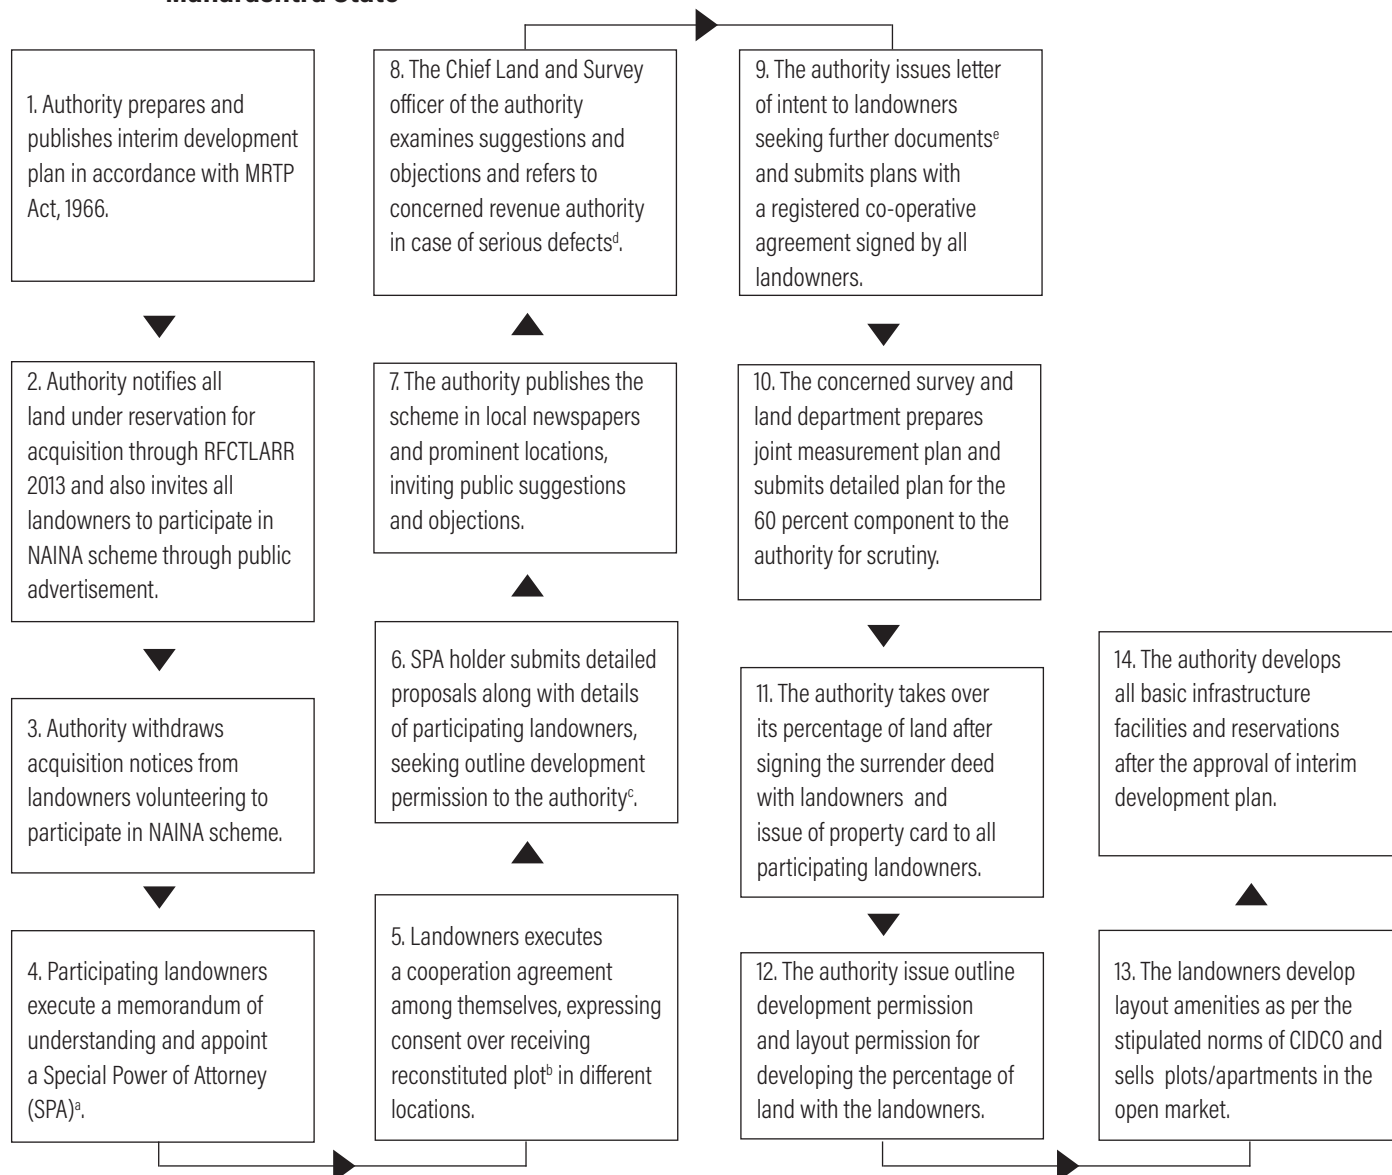 Maharashtra State
1. Authority prepares and
publishes interim development
plan in accordance with MRTP
Act, 1966.
2. Authority notifies all
land under reservation for
acquisition through RFCTLARR
2013 and also invites all
landowners to participate in
NAINA scheme through public
advertisement.
3. Authority withdraws
acquisition notices from
landowners volunteering to
participate in NAINA scheme.
4. Participating landowners
execute a memorandum of
understanding and appoint
a Special Power of Attorney
(SPA)ᵃ.
5. Landowners executes
a cooperation agreement
among themselves, expressing
consent over receiving
reconstituted plotᵇ in different
locations.
6. SPA holder submits detailed
proposals along with details
of participating landowners,
seeking outline development
permission to the authorityᶜ.
7. The authority publishes the
scheme in local newspapers
and prominent locations,
inviting public suggestions
and objections.
8. The Chief Land and Survey
officer of the authority
examines suggestions and
objections and refers to
concerned revenue authority
in case of serious defectsᵈ.
9. The authority issues letter
of intent to landowners
seeking further documentsᵉ
and submits plans with
a registered co-operative
agreement signed by all
landowners.
10. The concerned survey and
land department prepares
joint measurement plan and
submits detailed plan for the
60 percent component to the
authority for scrutiny.
11. The authority takes over
its percentage of land after
signing the surrender deed
with landowners and
issue of property card to all
participating landowners.
12. The authority issue outline
development permission
and layout permission for
developing the percentage of
land with the landowners.
13. The landowners develop
layout amenities as per the
stipulated norms of CIDCO and
sells plots/apartments in the
open market.
14. The authority develops
all basic infrastructure
facilities and reservations
after the approval of interim
development plan.